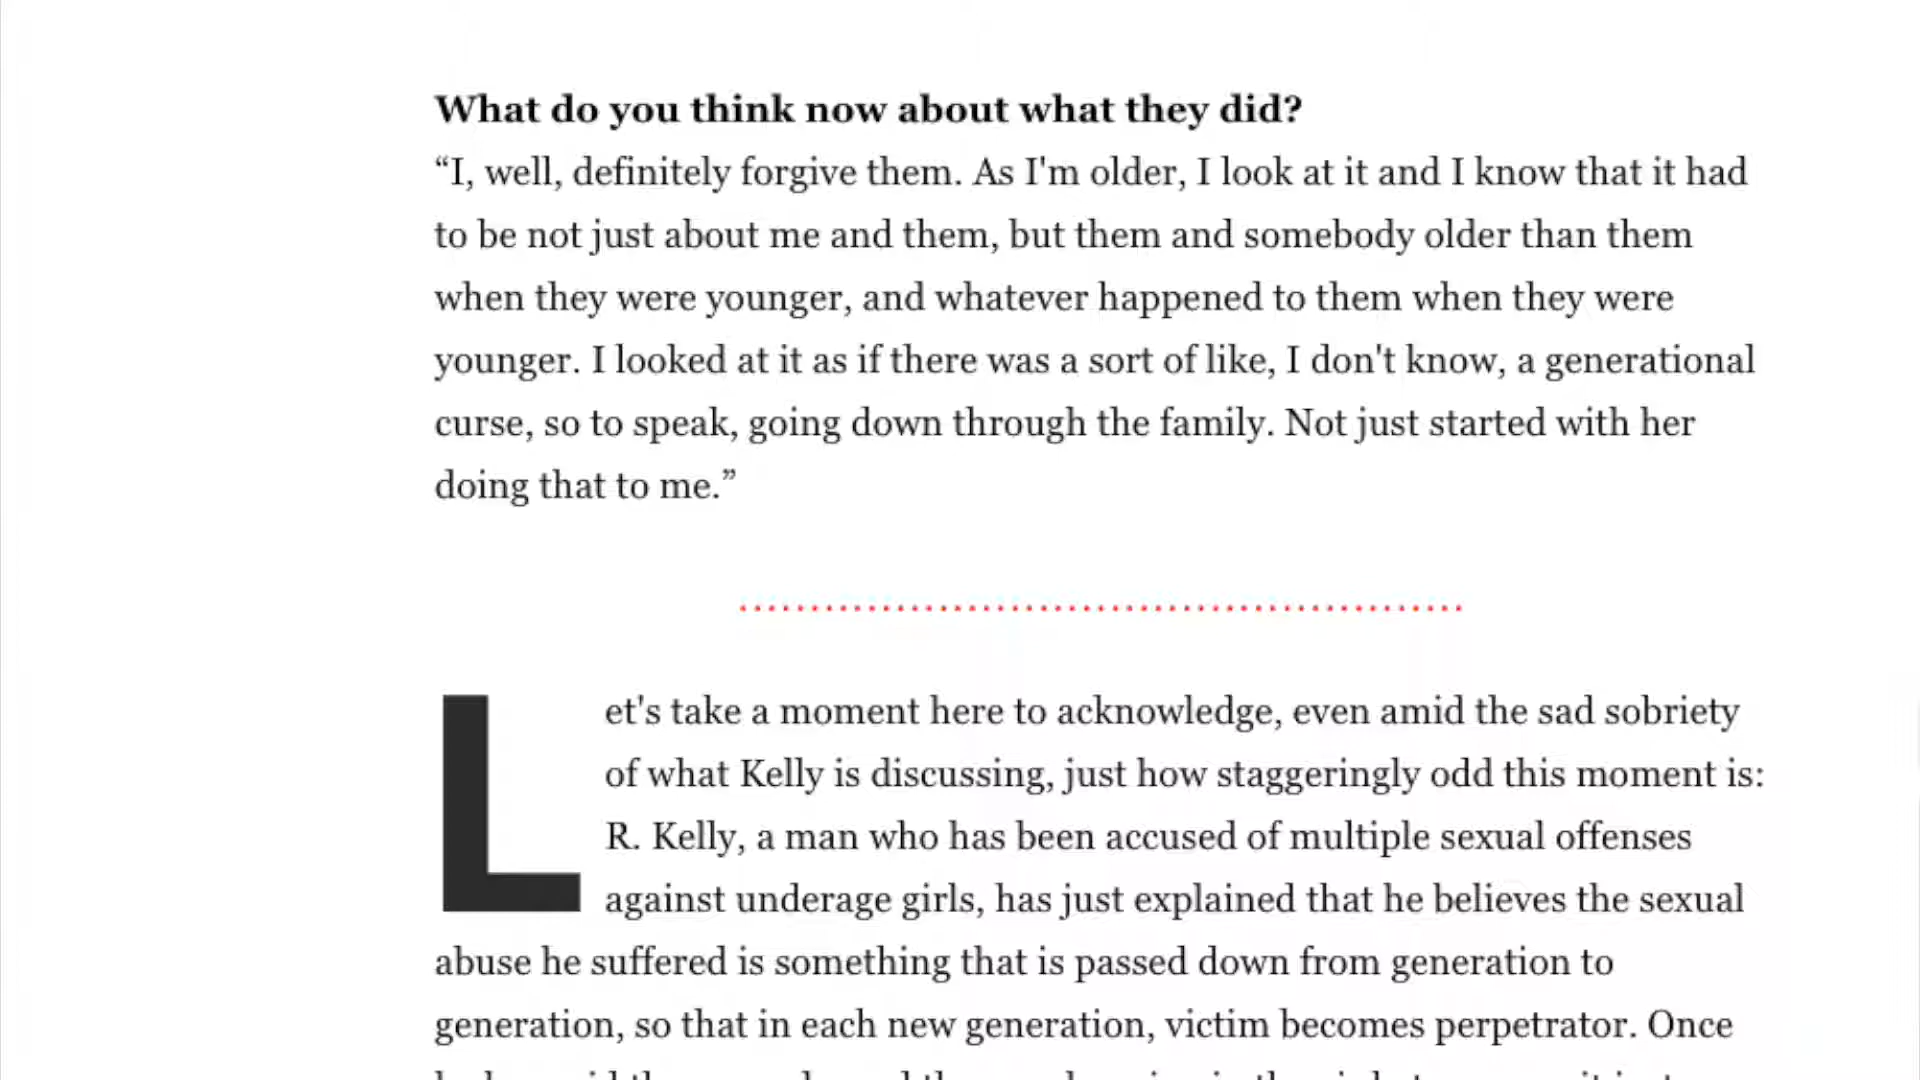 What do you think now about what they did?
“I, well, definitely forgive them. As I'm older, I look at it and I know that it had
to be not just about me and them, but them and somebody older than them
when they were younger, and whatever happened to them when they were
younger. I looked at it as if there was a sort of like, I don't know, a generational
curse, so to speak, going down through the family. Not just started with her
doing that to me.”
Let's take a moment here to acknowledge, even amid the sad sobriety
of what Kelly is discussing, just how staggeringly odd this moment is:
R. Kelly, a man who has been accused of multiple sexual offenses
against underage girls, has just explained that he believes the sexual
abuse he suffered is something that is passed down from generation to
generation, so that in each new generation, victim becomes perpetrator. Once